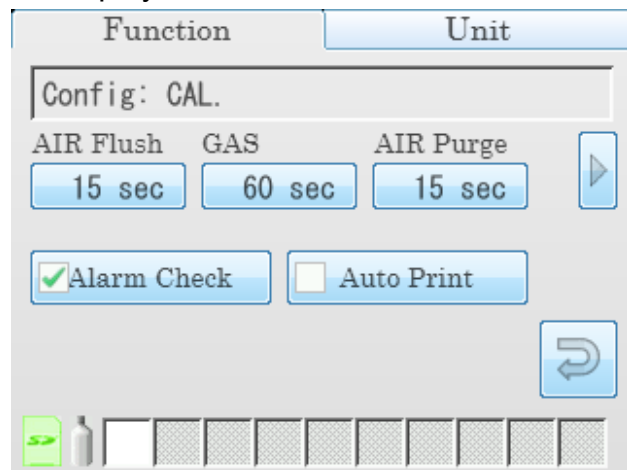 Function Unit
Config: CAL.
AIR Flush GAS AIR Purge
15 sec 60 sec 15 sec
Alarm Check Auto Print
SD